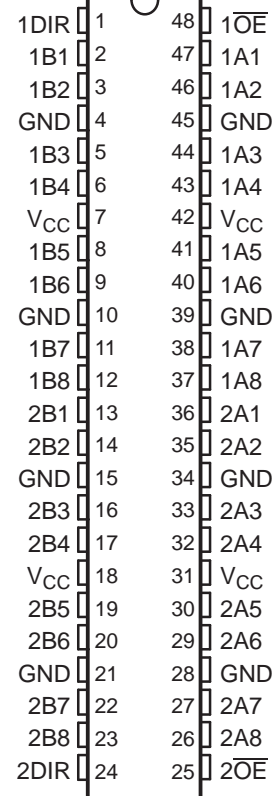 1DIR 1 48 1O̅E̅
1B1 2 47 1A1
1B2 3 46 1A2
GND 4 45 GND
1B3 5 44 1A3
1B4 6 43 1A4
VCC 7 42 VCC
1B5 8 41 1A5
1B6 9 40 1A6
GND 10 39 GND
1B7 11 38 1A7
1B8 12 37 1A8
2B1 13 36 2A1
2B2 14 35 2A2
GND 15 34 GND
2B3 16 33 2A3
2B4 17 32 2A4
VCC 18 31 VCC
2B5 19 30 2A5
2B6 20 29 2A6
GND 21 28 GND
2B7 22 27 2A7
2B8 23 26 2A8
2DIR 24 25 2O̅E̅